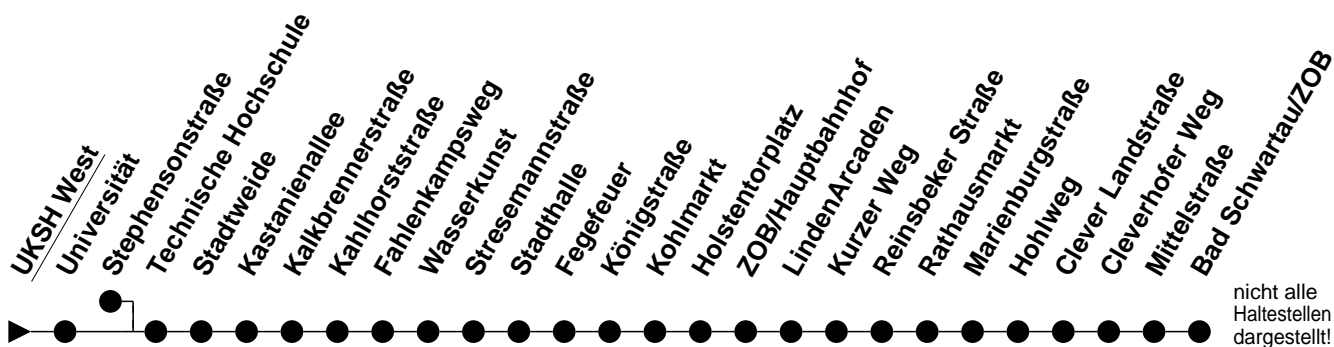 UKSH West
Universität
Stephensonstraße
Technische Hochschule
Stadtweide
Kastanienallee
Kalkbrennerstraße
Kahlhorststraße
Fahlenkampsweg
Wasserkunst
Stresemannstraße
Stadthalle
Fegefeuer
Königstraße
Kohlmarkt
Holstentorplatz
ZOB/Hauptbahnhof
LindenArcaden
Kurzer Weg
Reinsbeker Straße
Rathausmarkt
Marienburgstraße
Hohlweg
Clever Landstraße
Cleverhofer Weg
Mittelstraße
Bad Schwartau/ZOB
nicht alle
Haltestellen
dargestellt!